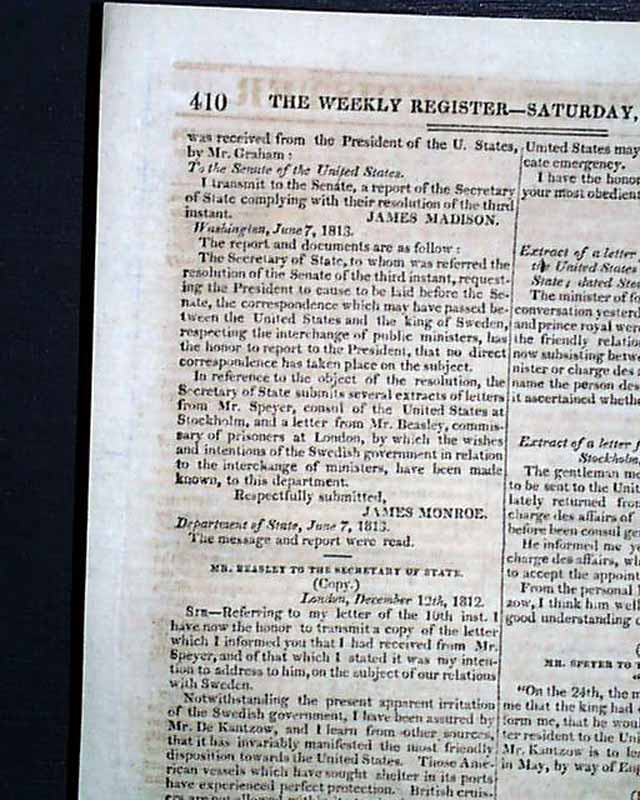 410 THE WEEKLY REGISTER—SATURDAY,
was received from the President of the U. States,
by Mr. Graham:
To the Senate of the United States.
I transmit to the Senate, a report of the Secretary
of State complying with their resolution of the third
instant. JAMES MADISON.
Washington, June 7, 1813.
The report and documents are as follow:
The Secretary of State, to whom was referred the
resolution of the Senate of the third instant, request-
ing the President to cause to be laid before the Se-
nate, the correspondence which may have passed be-
tween the United States and the king of Sweden,
respecting the interchange of public ministers, has
the honor to report to the President, that no direct
correspondence has taken place on the subject.
In reference to the object of the resolution, the
Secretary of State submits several extracts of letters
from Mr. Speyer, consul of the United States at
Stockholm, and a letter from Mr. Beasley, commis-
sary of prisoners at London, by which the wishes
and intentions of the Swedish government in relation
to the interchange of ministers, have been made
known, to this department.
Respectfully submitted,
JAMES MONROE.
Department of State, June 7, 1813.
The message and report were read.
MR. BEASLEY TO THE SECRETARY OF STATE.
(Copy.)
London, December 12th, 1812.
SIR—Referring to my letter of the 10th inst. I
have now the honor to transmit a copy of the letter
which I informed you that I had received from Mr.
Speyer, and of that which I stated it was my inten-
tion to address to him, on the subject of our relations
with Sweden.
Notwithstanding the present apparent irritation
of the Swedish government, I have been assured by
Mr. De Kantzow, and I learn from other sources,
that it has invariably manifested the most friendly
disposition towards the United States. Those Ame-
rican vessels which have sought shelter in its ports
have experienced perfect protection. British cruis-
ers are not allowed
United States may
cate emergency.
I have the honor
your most obedient
Extract of a letter
the United States
State; dated
The minister of
conversation yesterd
and prince royal were
the friendly relation
now subsisting betwe
nister or charge des
name the person des
it ascertained whethe
Extract of a letter
Stockholm,
The gentleman
to be sent to the Unit
lately returned from
charge des affairs of
before been consul gen
He informed me
charge des affairs,
to accept the appoint
From the personal
zow, I think him well
good understanding
MR. SPEYER TO
"On the 24th, the
me that the king had
form me, that he wou
ter resident to the Unit
Mr. Kantzow is to
in May, by way of Eng